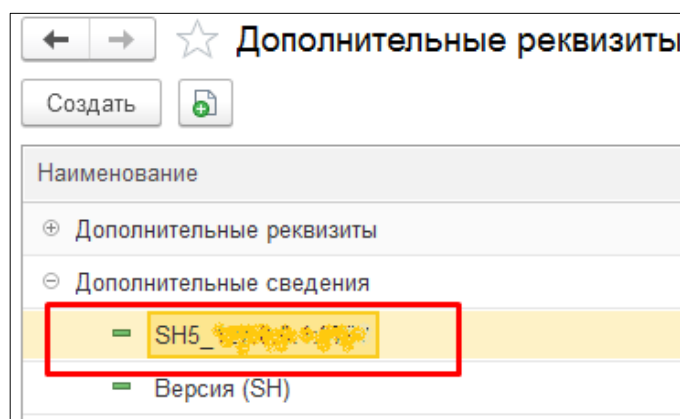 Дополнительные реквизиты
Создать
Наименование
Дополнительные реквизиты
Дополнительные сведения
SH5_
Версия (SH)